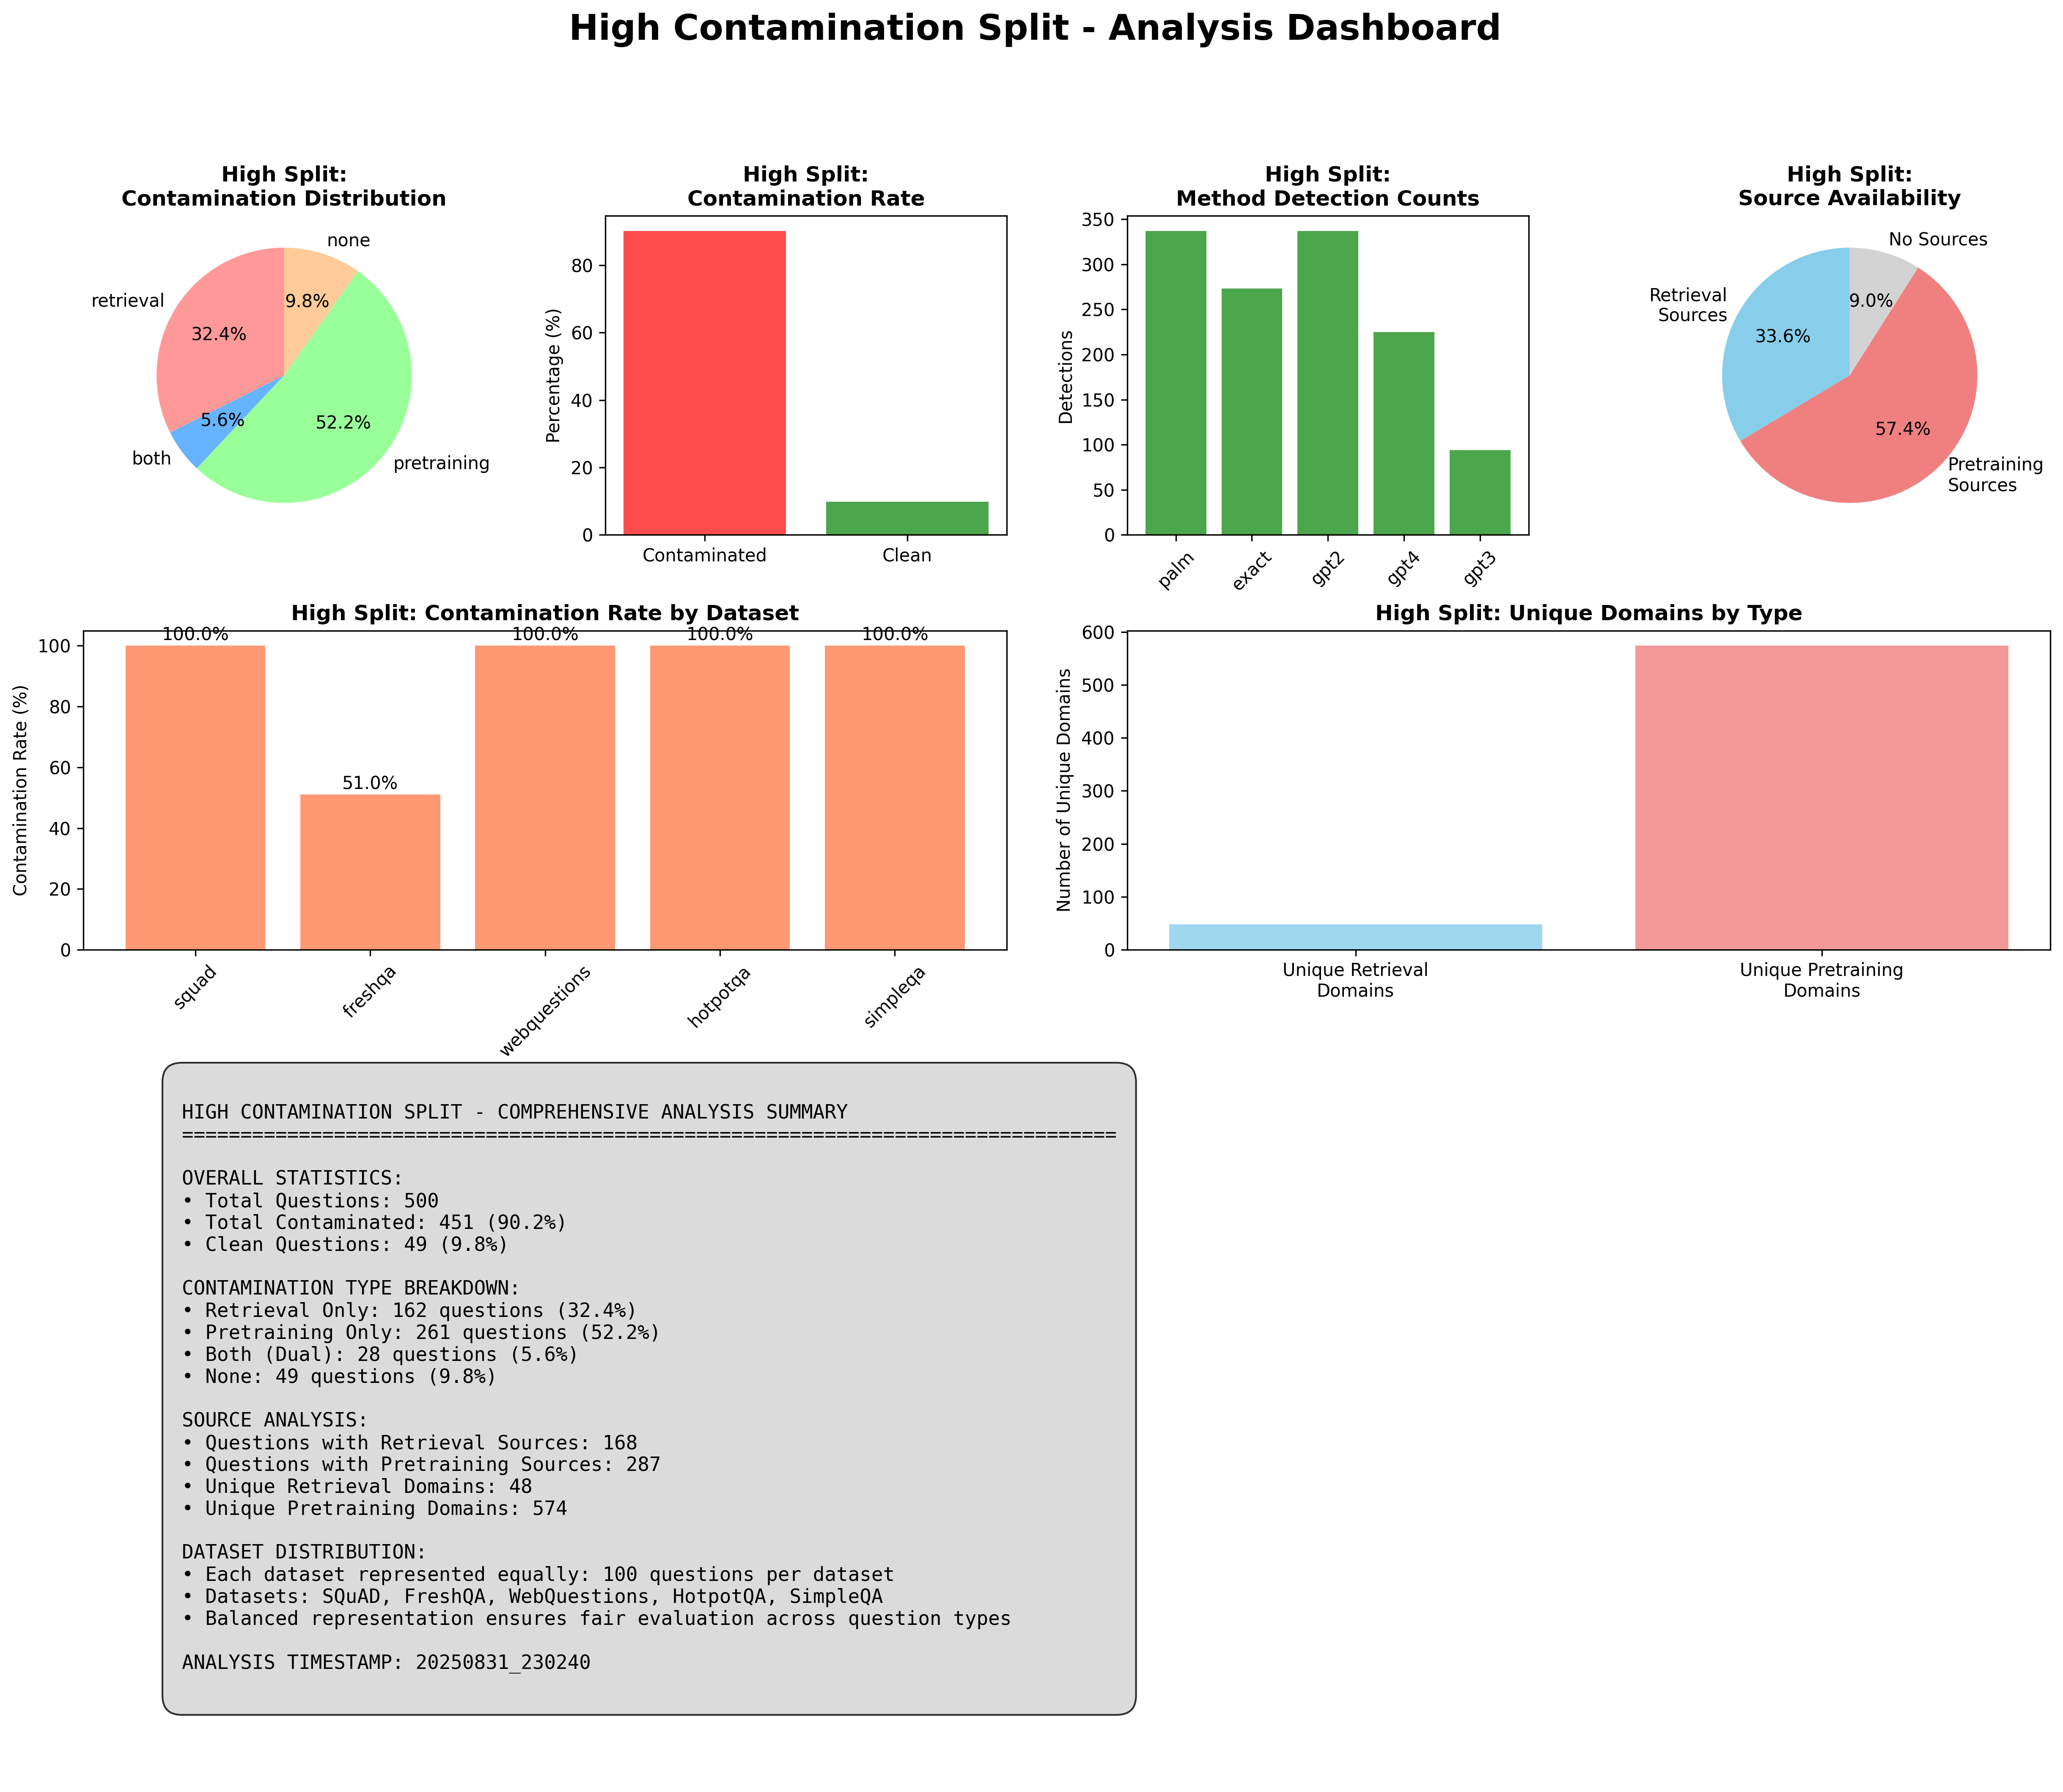 High Contamination Split - Analysis Dashboard
High Split:
Contamination Distribution
none
9.8%
retrieval
32.4%
5.6%
both
52.2%
pretraining
High Split:
Contamination Rate
Percentage (%)
80
60
40
20
0
Contaminated
Clean
High Split:
Method Detection Counts
Detections
350
300
250
200
150
100
50
0
palm
exact
gpt2
gpt4
gpt3
High Split:
Source Availability
No Sources
9.0%
Retrieval
Sources
33.6%
57.4%
Pretraining
Sources
High Split: Contamination Rate by Dataset
Contamination Rate (%)
100
80
60
40
20
0
100.0%
51.0%
100.0%
100.0%
100.0%
squad
freshqa
webquestions
hotpotqa
simpleqa
High Split: Unique Domains by Type
Number of Unique Domains
600
500
400
300
200
100
0
Unique Retrieval
Domains
Unique Pretraining
Domains
HIGH CONTAMINATION SPLIT - COMPREHENSIVE ANALYSIS SUMMARY
================================================================================
OVERALL STATISTICS:
• Total Questions: 500
• Total Contaminated: 451 (90.2%)
• Clean Questions: 49 (9.8%)
CONTAMINATION TYPE BREAKDOWN:
• Retrieval Only: 162 questions (32.4%)
• Pretraining Only: 261 questions (52.2%)
• Both (Dual): 28 questions (5.6%)
• None: 49 questions (9.8%)
SOURCE ANALYSIS:
• Questions with Retrieval Sources: 168
• Questions with Pretraining Sources: 287
• Unique Retrieval Domains: 48
• Unique Pretraining Domains: 574
DATASET DISTRIBUTION:
• Each dataset represented equally: 100 questions per dataset
• Datasets: SQuAD, FreshQA, WebQuestions, HotpotQA, SimpleQA
• Balanced representation ensures fair evaluation across question types
ANALYSIS TIMESTAMP: 20250831_230240